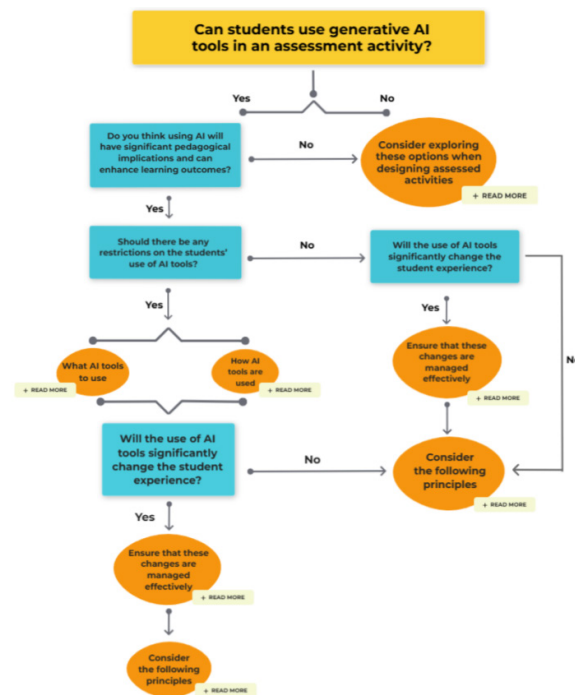 Can students use generative AI
tools in an assessment activity?
Yes
No
Do you think using AI will
have significant pedagogical
implications and can
enhance learning outcomes?
No
Consider exploring
these options when
designing assessed
activities
+ READ MORE
Yes
Should there be any
restrictions on the students'
use of AI tools?
No
Will the use of AI tools
significantly change the
student experience?
Yes
Yes
No
What AI tools
to use
+ READ MORE
How AI
tools are
used
+ READ MORE
Ensure that these
changes are
managed
effectively
+ READ MORE
Will the use of AI
tools significantly
change the student
experience?
No
Consider
the following
principles
+ READ MORE
Yes
Ensure that these
changes are
managed
effectively
+ READ MORE
Consider
the following
principles
+ READ MORE